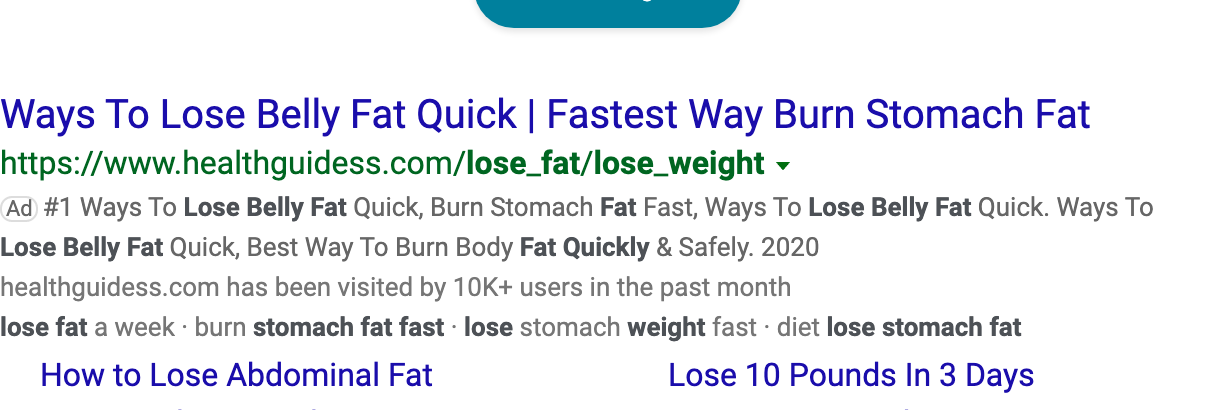 Ways To Lose Belly Fat Quick | Fastest Way Burn Stomach Fat
https://www.healthguidess.com/lose_fat/lose_weight
Ad #1 Ways To Lose Belly Fat Quick, Burn Stomach Fat Fast, Ways To Lose Belly Fat Quick. Ways To
Lose Belly Fat Quick, Best Way To Burn Body Fat Quickly & Safely. 2020
healthguidess.com has been visited by 10K+ users in the past month
lose fat a week · burn stomach fat fast · lose stomach weight fast · diet lose stomach fat
How to Lose Abdominal Fat
Lose 10 Pounds In 3 Days